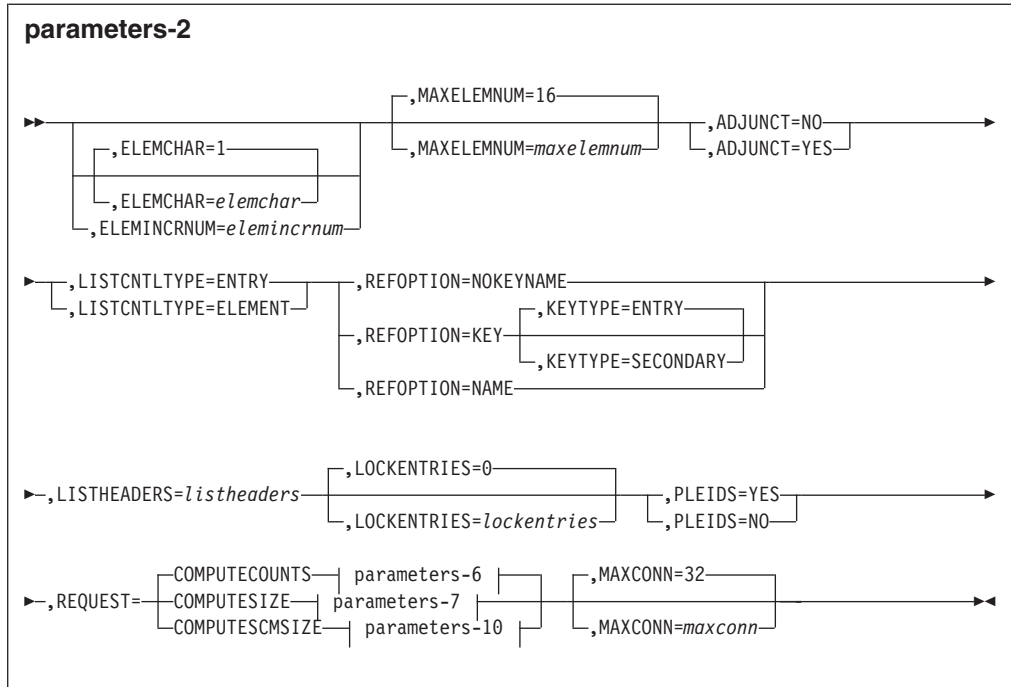 parameters-2
,MAXELEMNUM=16
,ELEMCHAR=1
,MAXELEMNUM=maxelemnum
,ADJUNCT=NO
,ADJUNCT=YES
,ELEMCHAR=elemchar
,ELEMINCRNUM=elemincrnum
,LISTCNTLTYPE=ENTRY
,LISTCNTLTYPE=ELEMENT
,REFOPTION=NOKEYNAME
,REFOPTION=KEY
,KEYTYPE=ENTRY
,KEYTYPE=SECONDARY
,REFOPTION=NAME
,LISTHEADERS=listheaders
,LOCKENTRIES=0
,LOCKENTRIES=lockentries
,PLEIDS=YES
,PLEIDS=NO
,REQUEST=
COMPUTECOUNTS parameters-6
COMPUTESIZE parameters-7
COMPUTESCMSIZE parameters-10
,MAXCONN=32
,MAXCONN=maxconn